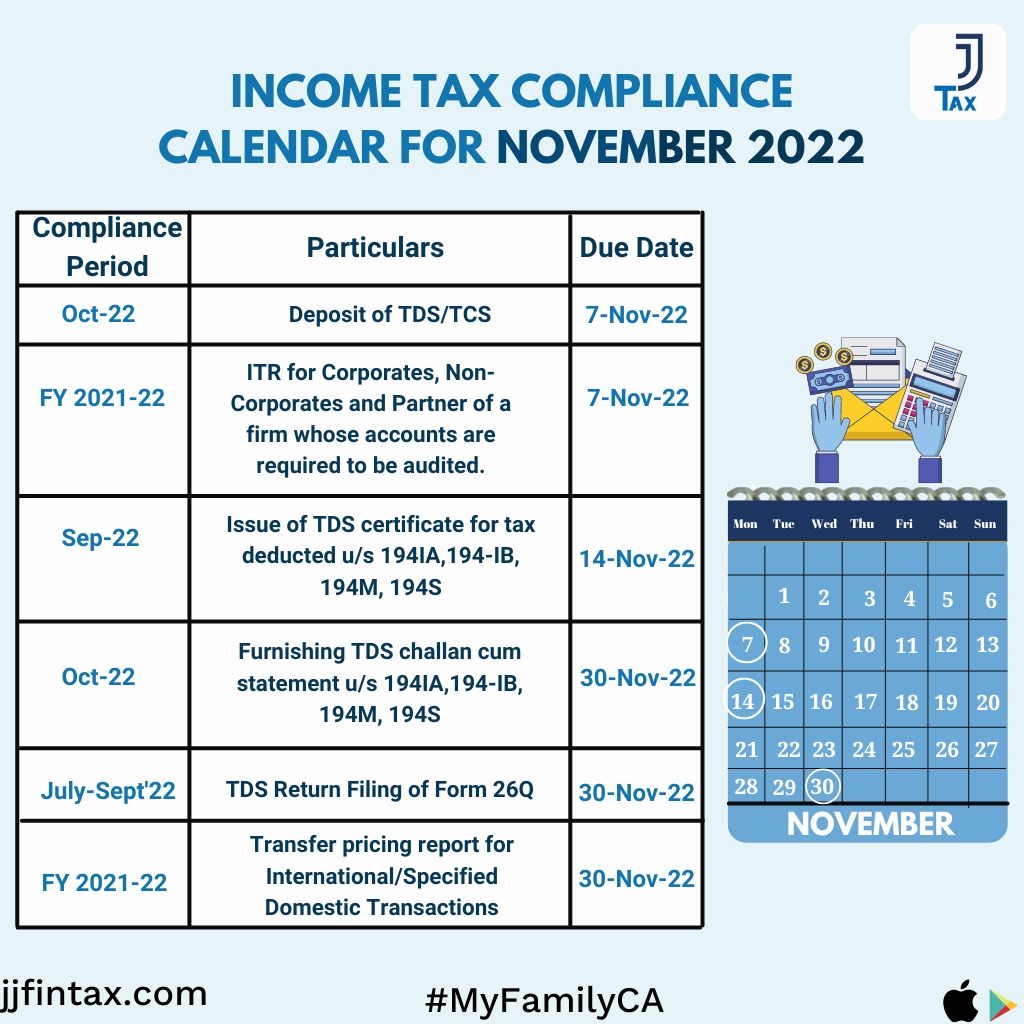 J
TAX
INCOME TAX COMPLIANCE
CALENDAR FOR NOVEMBER 2022
Compliance
Period
Particulars
Due Date
Oct-22
Deposit of TDS/TCS
7-Nov-22
FY 2021-22
ITR for Corporates, Non-
Corporates and Partner of a
firm whose accounts are
required to be audited.
7-Nov-22
Sep-22
Issue of TDS certificate for tax
deducted u/s 194IA,194-IB,
194M, 194S
14-Nov-22
Oct-22
Furnishing TDS challan cum
statement u/s 194IA,194-IB,
194M, 194S
30-Nov-22
July-Sept'22
TDS Return Filing of Form 26Q
30-Nov-22
FY 2021-22
Transfer pricing report for
International/Specified
Domestic Transactions
30-Nov-22
Mon Tue Wed Thu Fri Sat Sun
1 2 3 4 5 6
7 8 9 10 11 12 13
14 15 16 17 18 19 20
21 22 23 24 25 26 27
28 29 30
NOVEMBER
jjfintax.com
#MyFamilyCA